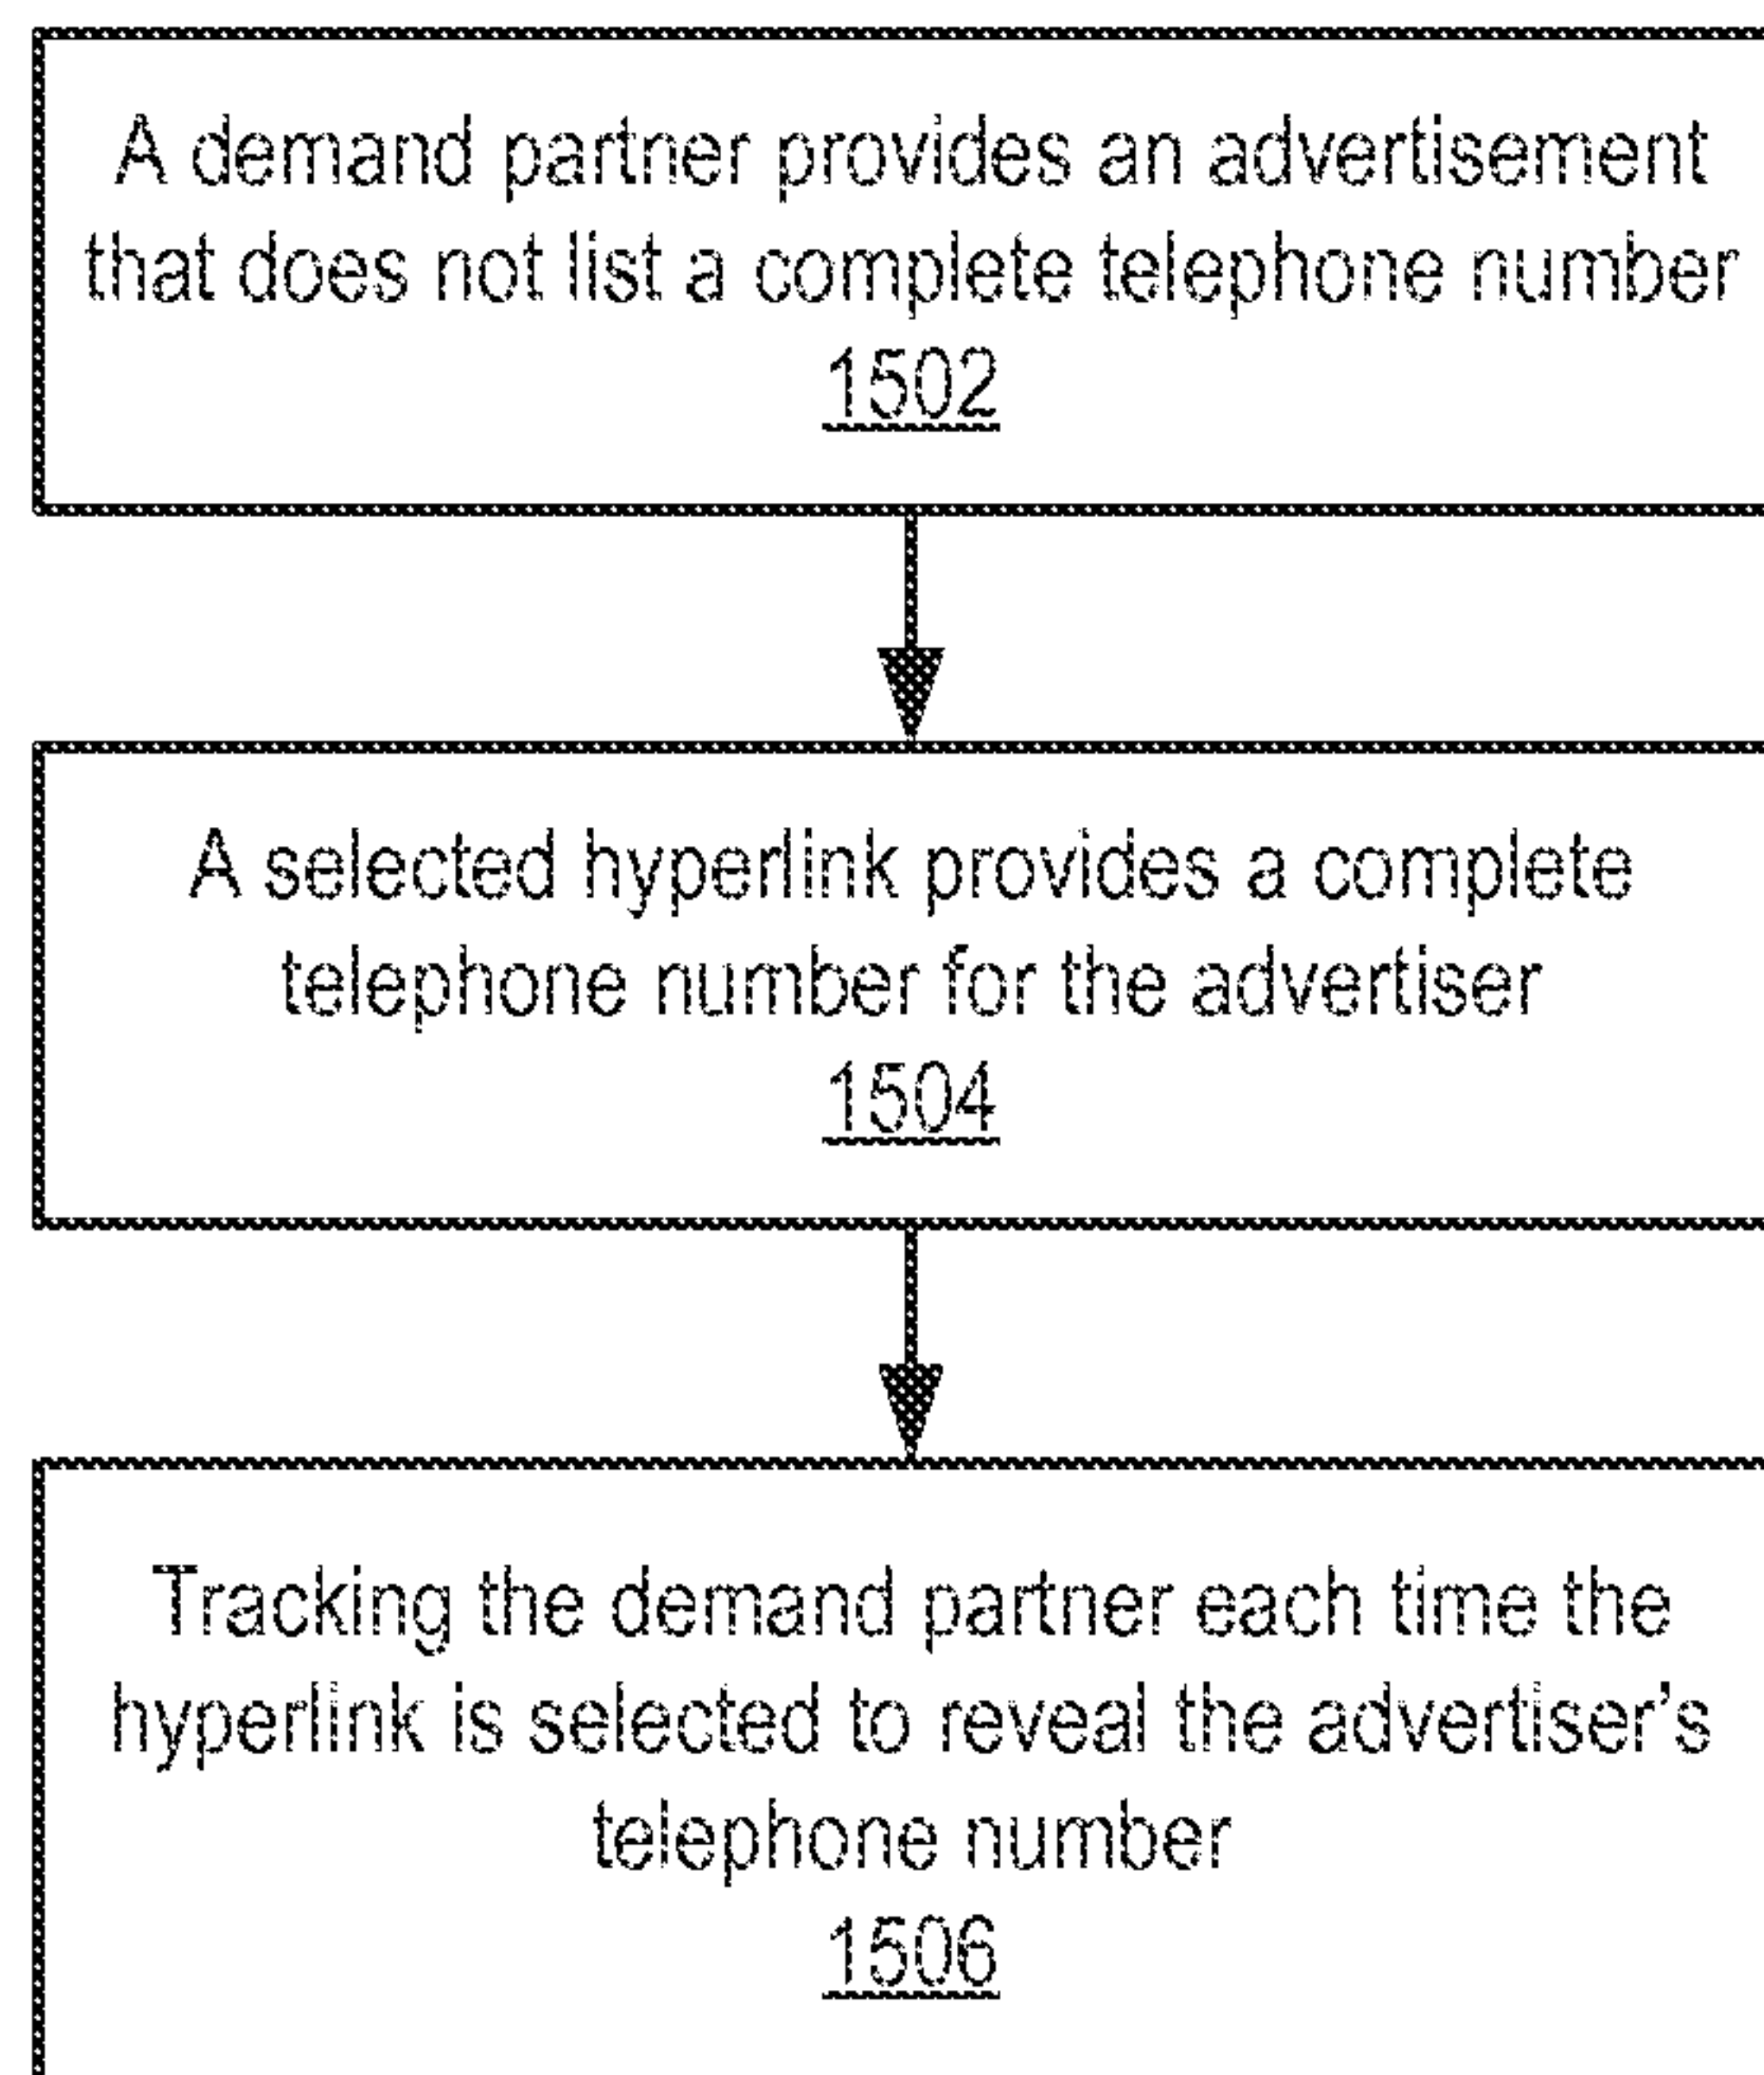 A demand partner provides an advertisement
that does not list a complete telephone number
1502
A selected hyperlink provides a complete
telephone number for the advertiser
1504
Tracking the demand partner each time the
hyperlink is selected to reveal the advertiser's
telephone number
1506